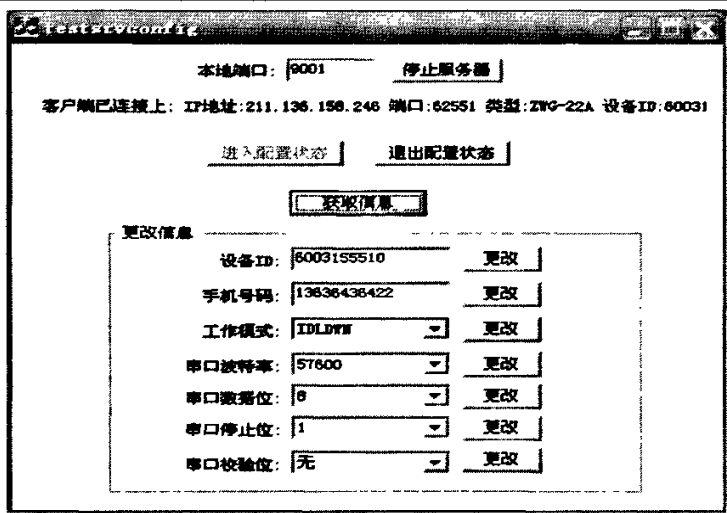 testsrvconfig
本地端口: 9001 停止服务器
客户端已连接上: IP地址:211.136.158.246 端口:62551 类型:ZWG-22A 设备ID:60031
进入配置状态 退出配置状态
获取信息
更改信息
设备ID: 6003155510 更改
手机号码: 13636436422 更改
工作模式: IDLDWN 更改
串口波特率: 57600 更改
串口数据位: 8 更改
串口停止位: 1 更改
串口校验位: 无 更改